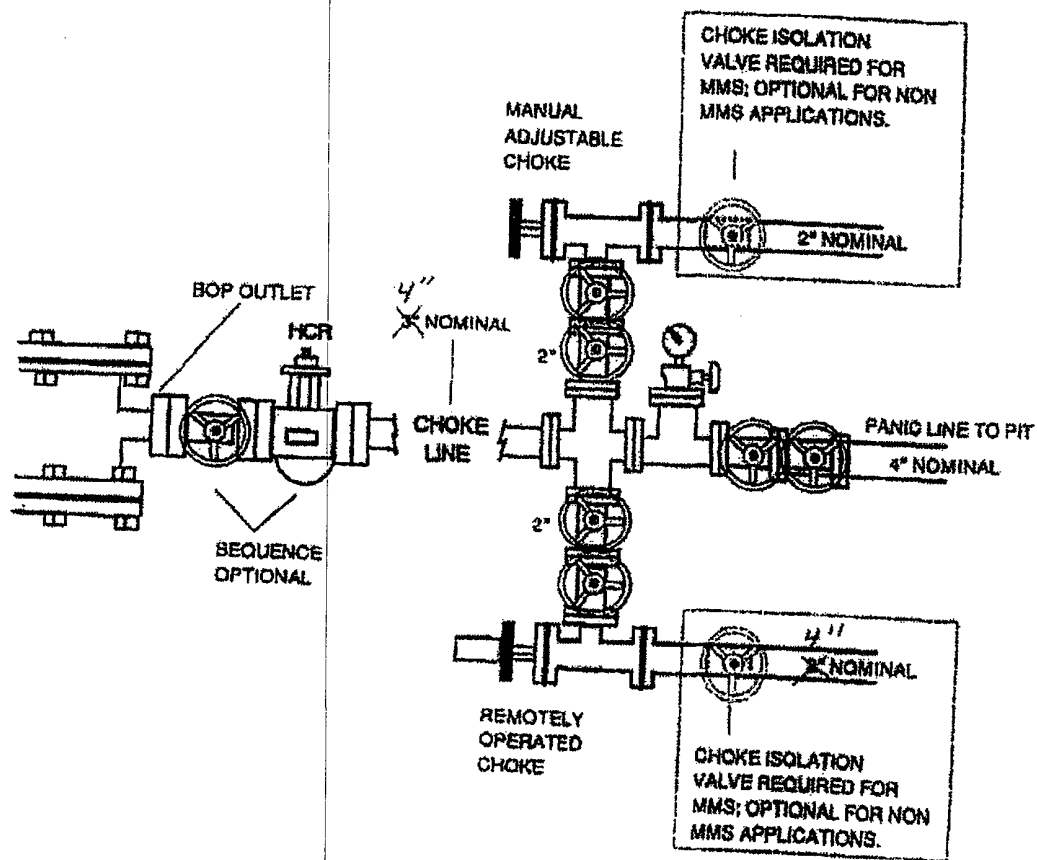 CHOKE ISOLATION
VALVE REQUIRED FOR
MMS; OPTIONAL FOR NON
MMS APPLICATIONS.
MANUAL
ADJUSTABLE
CHOKE
2" NOMINAL
BOP OUTLET
HCR
4"
3" NOMINAL
2"
CHOKE
LINE
PANIC LINE TO PIT
4" NOMINAL
2"
SEQUENCE
OPTIONAL
4"
2" NOMINAL
REMOTELY
OPERATED
CHOKE
CHOKE ISOLATION
VALVE REQUIRED FOR
MMS; OPTIONAL FOR NON
MMS APPLICATIONS.